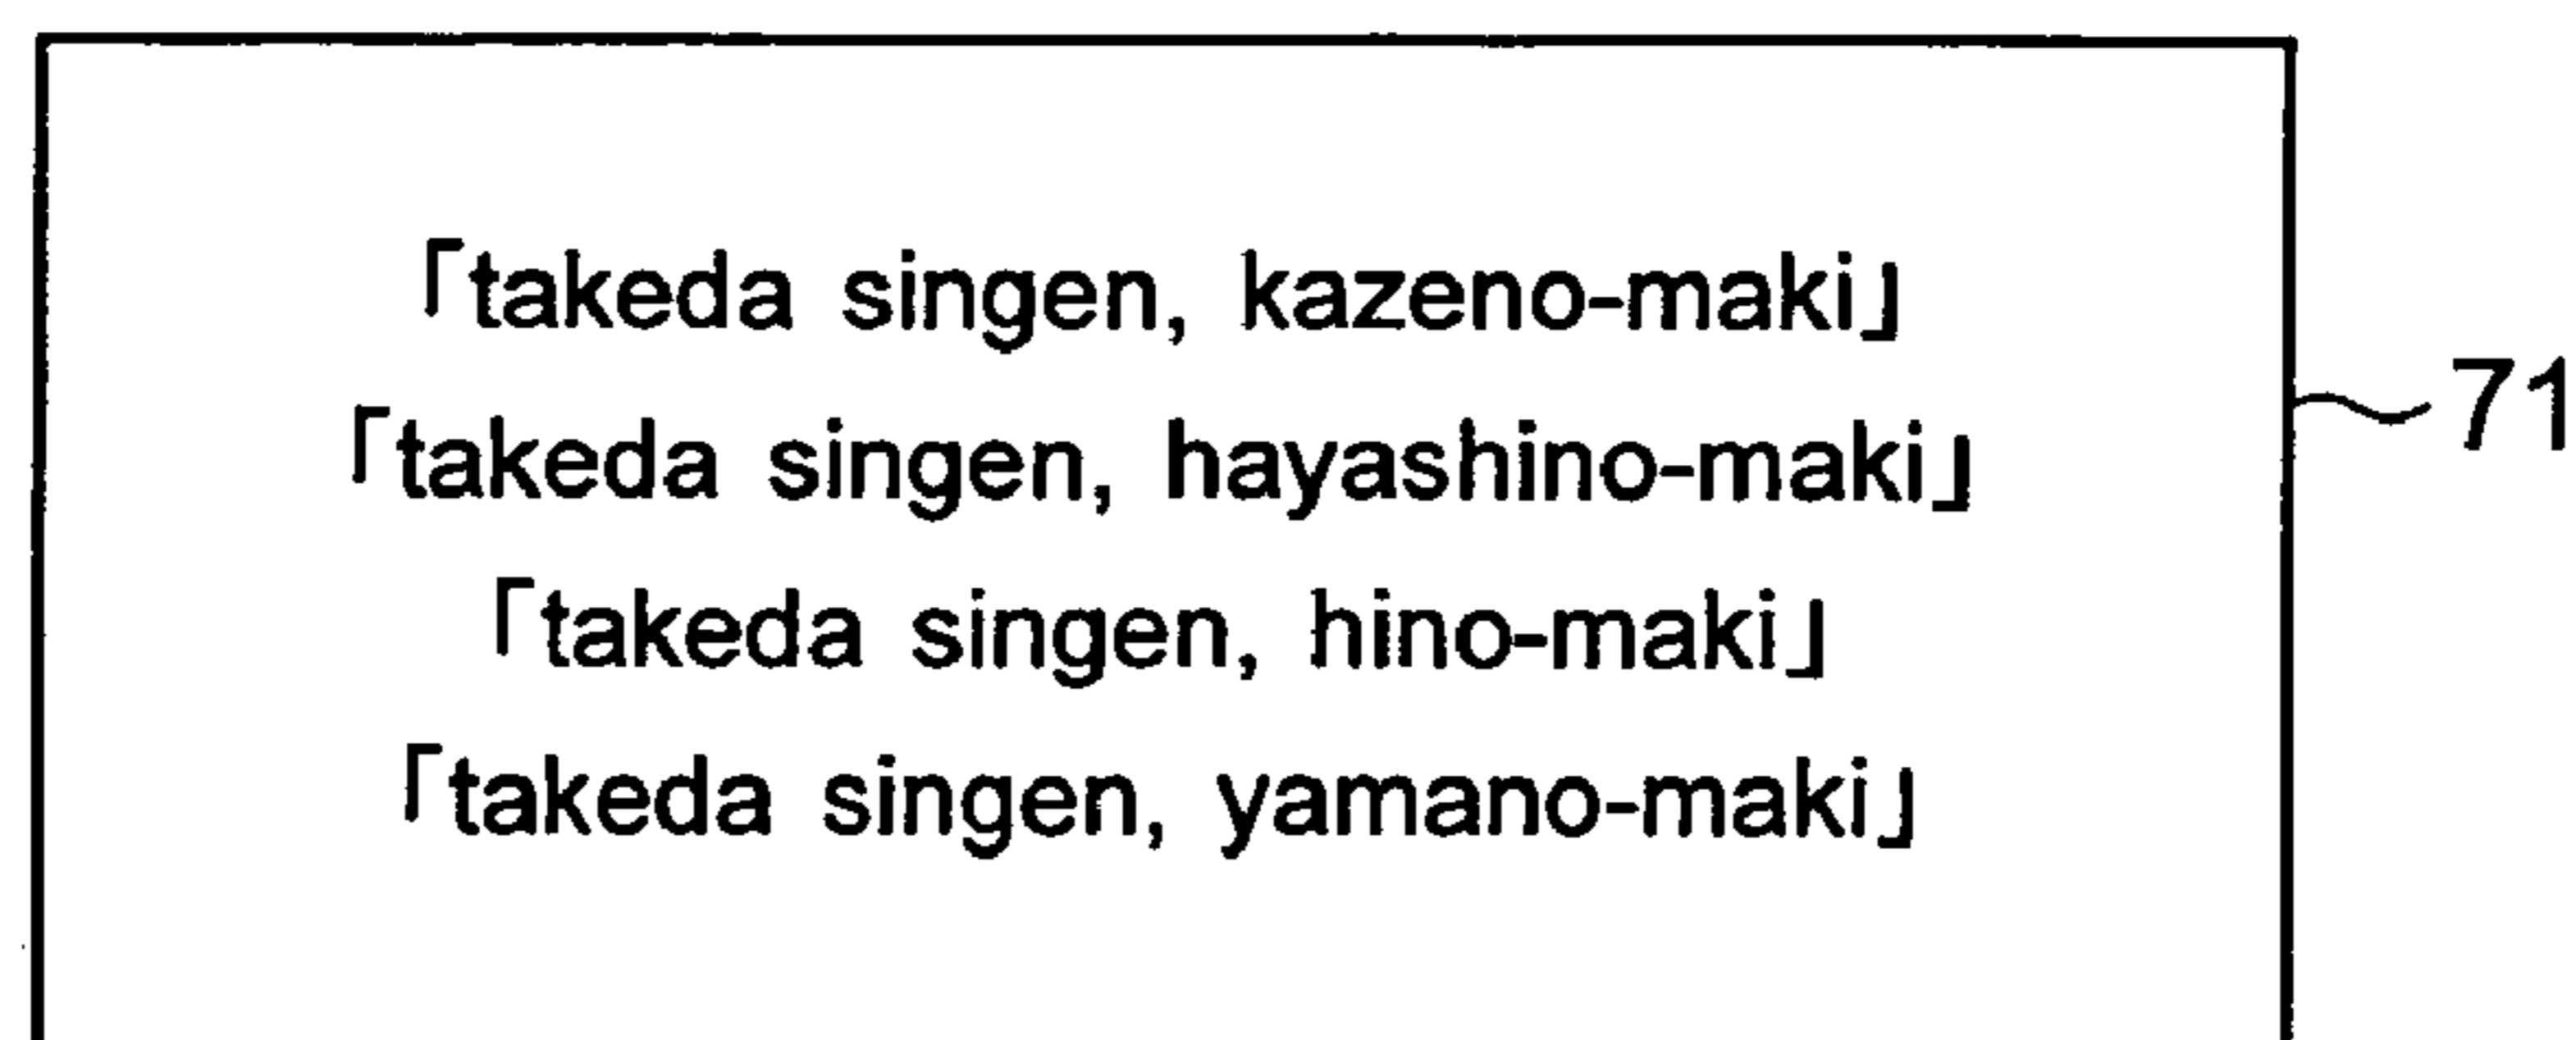 「takeda singen, kazeno-maki」
「takeda singen, hayashino-maki」
「takeda singen, hino-maki」
「takeda singen, yamano-maki」
71